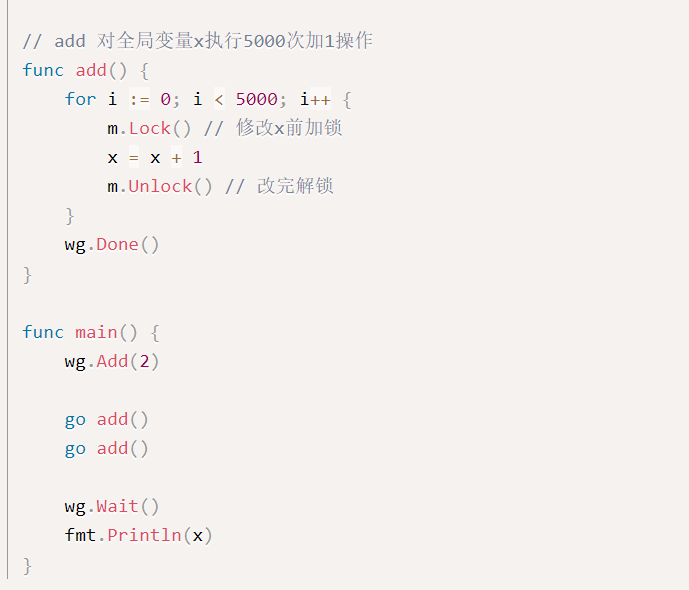 // add 对全局变量x执行5000次加1操作
func add() {
    for i := 0; i < 5000; i++ {
        m.Lock() // 修改x前加锁
        x = x + 1
        m.Unlock() // 改完解锁
    }
    wg.Done()
}
func main() {
    wg.Add(2)
    go add()
    go add()
    wg.Wait()
    fmt.Println(x)
}